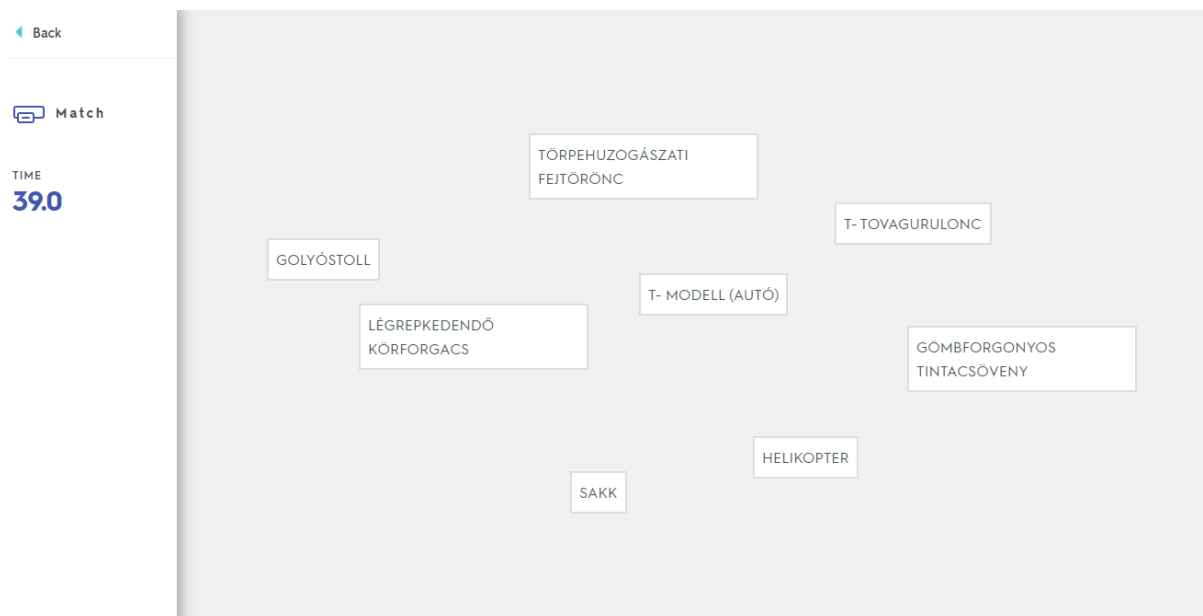 Back
Match
TIME
39.0
TÖRPEHUZOGÁSZATI
FEJTÖRÖNC
T- TOVAGURULONC
GOLYÓSTOLL
T- MODELL (AUTÓ)
LÉGREPKEDENDŐ
KÖRFORGACS
GÖMBFORGONYOS
TINTACSÖVENY
HELIKOPTER
SAKK